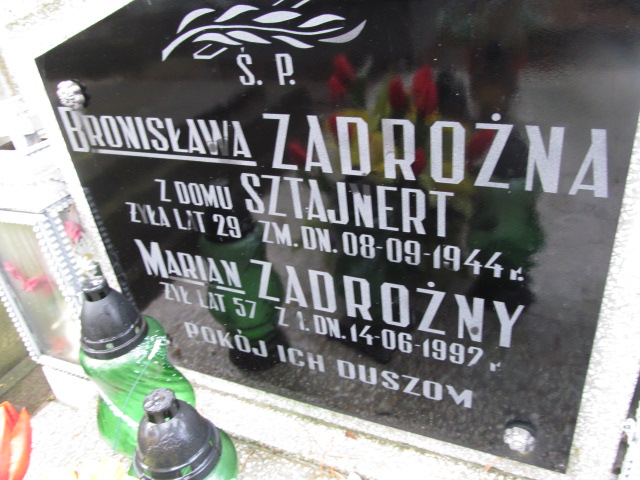 Ś. P.
BRONISŁAWA ZADROŻNA
Z DOMU SZTAJNERT
ŻYŁA LAT 29 ZM. DN. 08-09-1944 r.
MARIAN ZADROŻNY
ŻYŁ LAT 57 Z M. DN. 14-06-1992 r
POKÓJ ICH DUSZOM